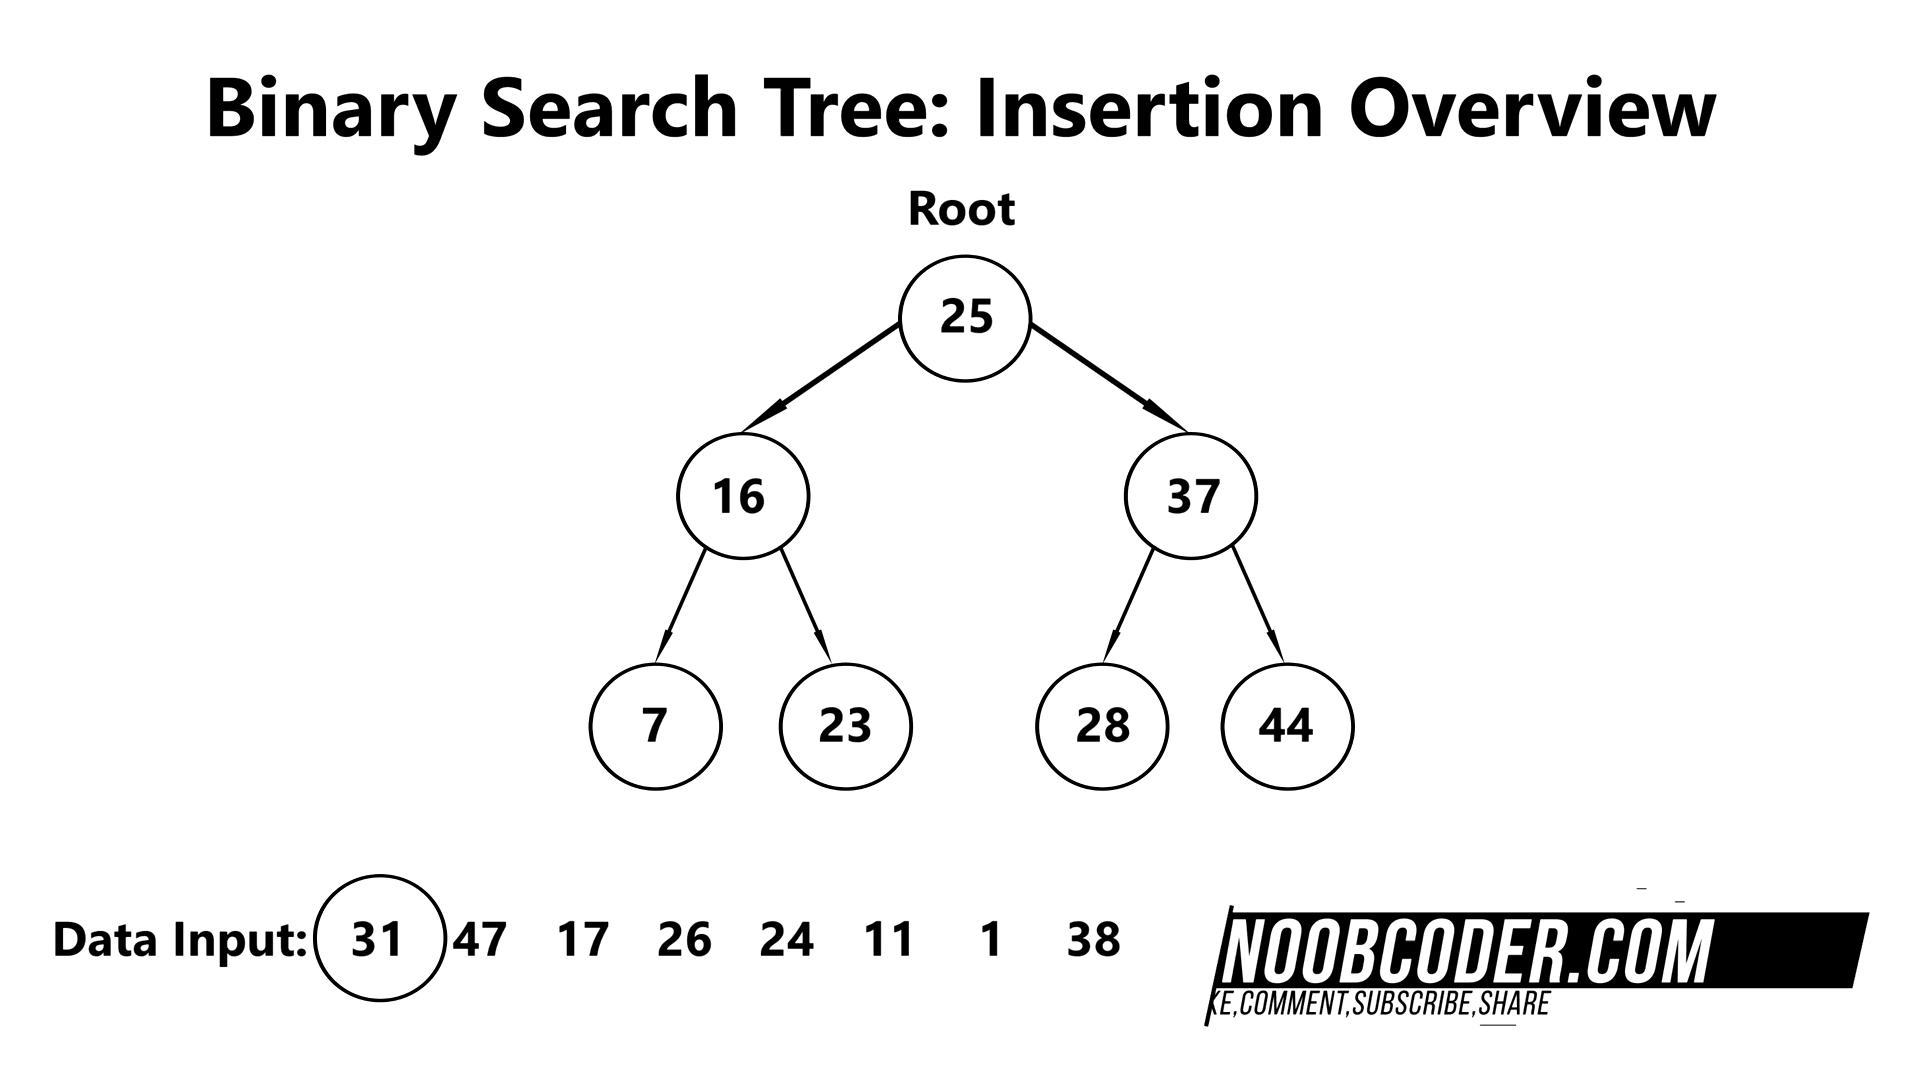 Binary Search Tree: Insertion Overview
Root
25
16 37
7 23 28 44
Data Input: 31 47 17 26 24 11 1 38
NOOBCODER.COM
KE,COMMENT,SUBSCRIBE,SHARE